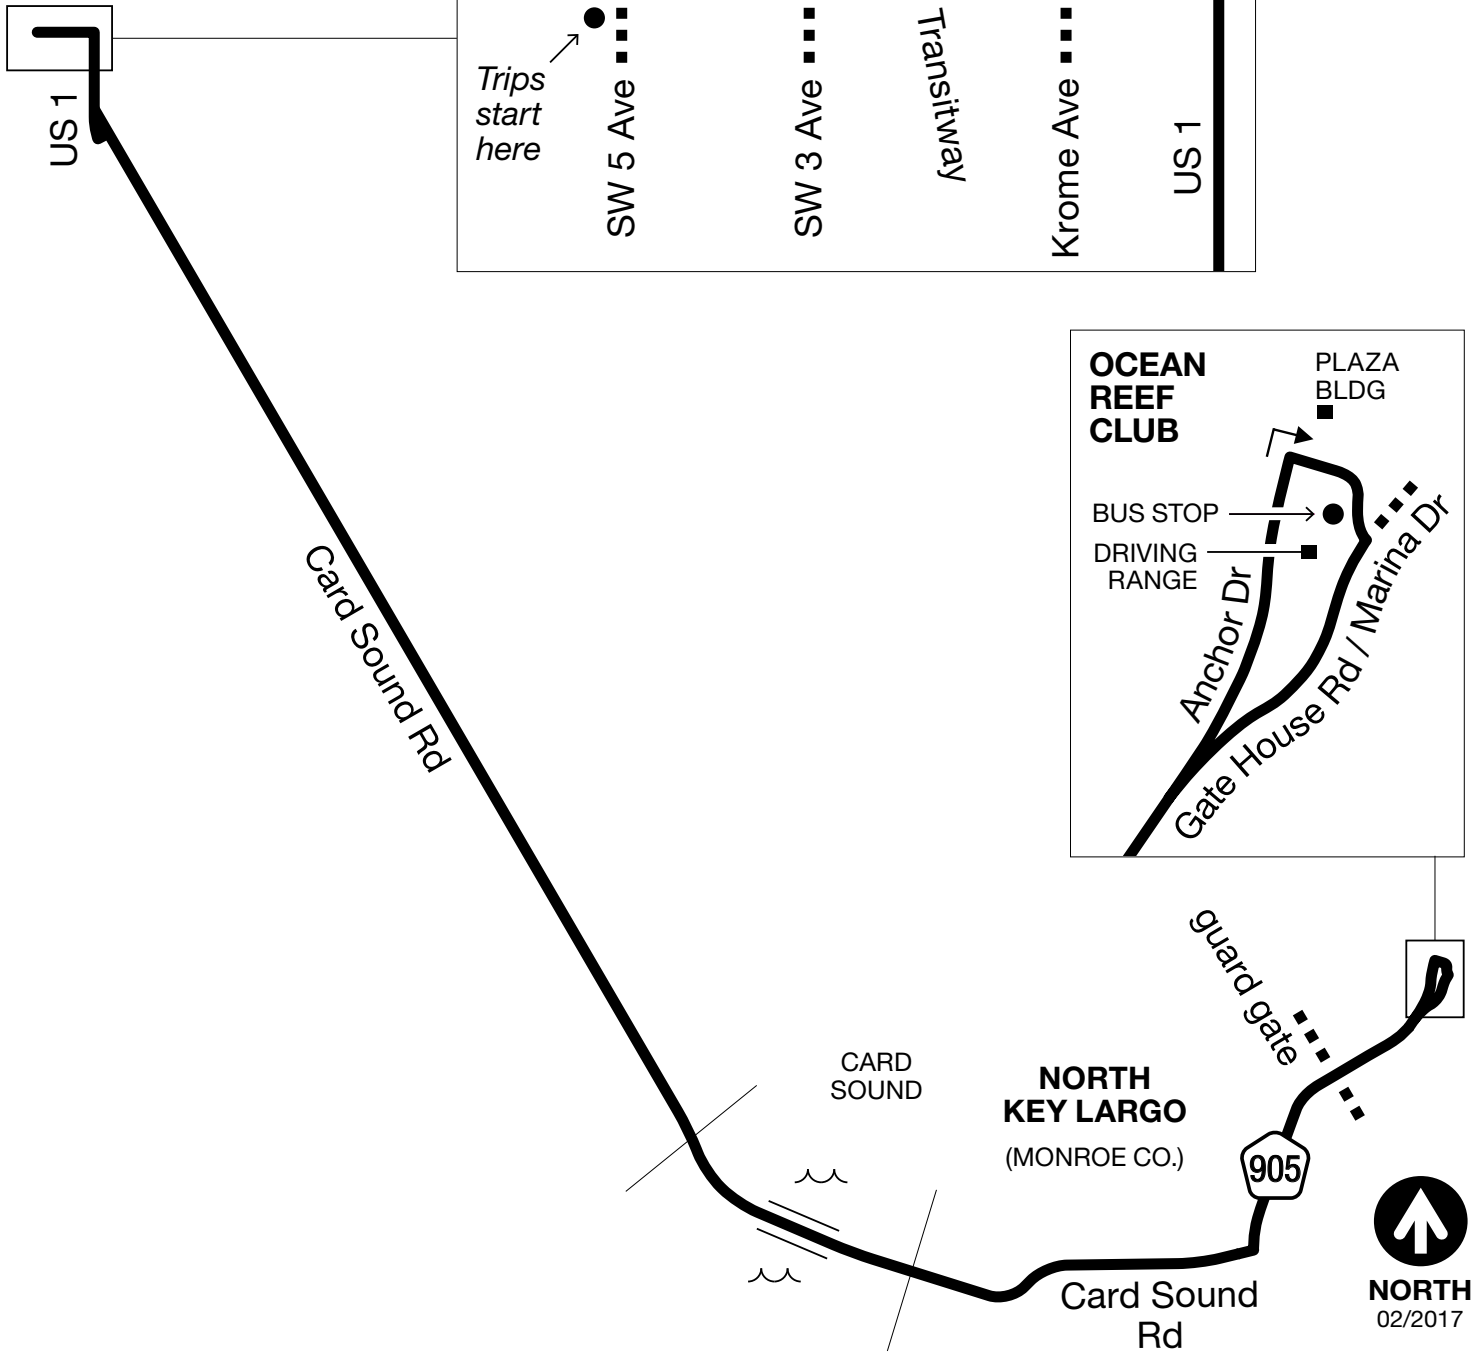 US 1
Trips
start
here
SW 5 Ave
SW 3 Ave
Transitway
Krome Ave
US 1
OCEAN
REEF
CLUB
PLAZA
BLDG
BUS STOP
DRIVING
RANGE
Anchor Dr
Gate House Rd / Marina Dr
Card Sound Rd
guard gate
CARD
SOUND
NORTH
KEY LARGO
(MONROE CO.)
905
Card Sound
Rd
NORTH
02/2017